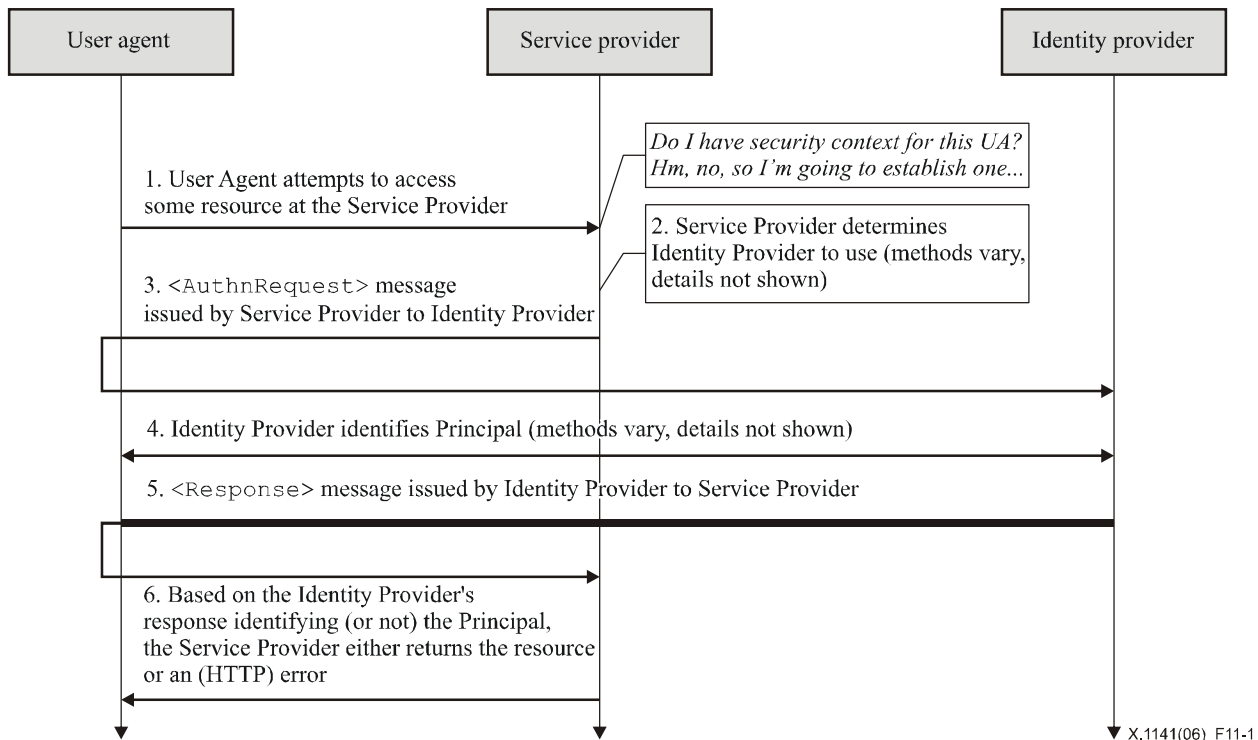 User agent
Service provider
Identity provider
Do I have security context for this UA?
Hm, no, so I'm going to establish one...
1. User Agent attempts to access
some resource at the Service Provider
2. Service Provider determines
Identity Provider to use (methods vary,
details not shown)
3. <AuthnRequest> message
issued by Service Provider to Identity Provider
4. Identity Provider identifies Principal (methods vary, details not shown)
5. <Response> message issued by Identity Provider to Service Provider
6. Based on the Identity Provider's
response identifying (or not) the Principal,
the Service Provider either returns the resource
or an (HTTP) error
X.1141(06)_F11-1